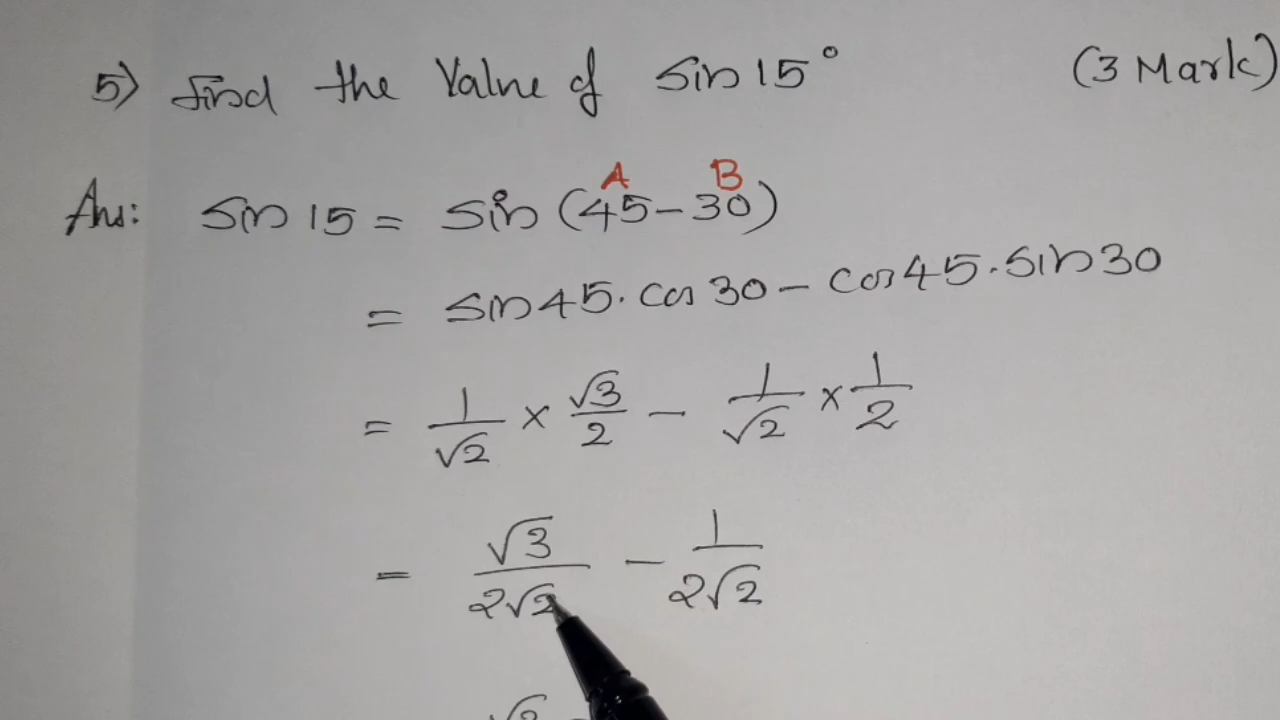 5) Find the Value of Sin 15° (3 Mark)
A B
Ans: Sin 15 = Sin (45-30)
= Sin 45. Cos 30 - Cos 45. Sin 30
= 1/√2 × √3/2 - 1/√2 × 1/2
= √3/2√2 - 1/2√2